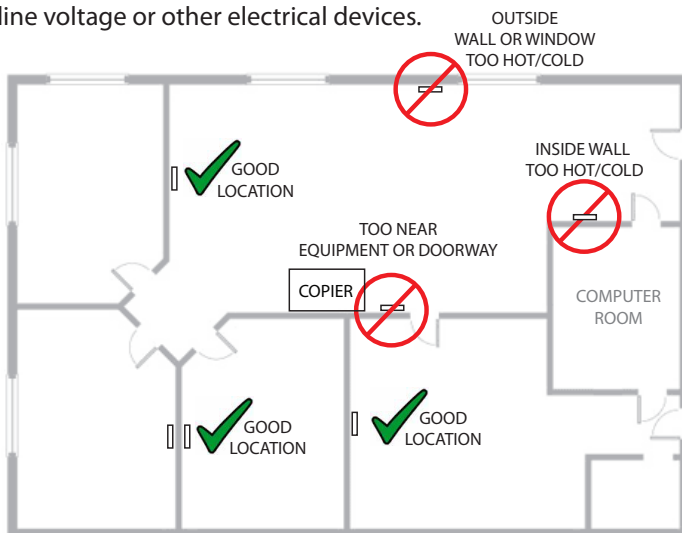 line voltage or other electrical devices.
OUTSIDE
WALL OR WINDOW
TOO HOT/COLD
GOOD
LOCATION
INSIDE WALL
TOO HOT/COLD
TOO NEAR
EQUIPMENT OR DOORWAY
COPIER
COMPUTER
ROOM
GOOD
LOCATION
GOOD
LOCATION